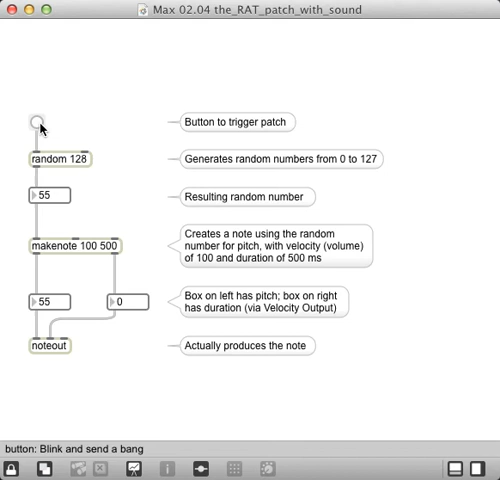 Max 02.04 the_RAT_patch_with_sound
Button to trigger patch
random 128
Generates random numbers from 0 to 127
55
Resulting random number
makenote 100 500
Creates a note using the random
number for pitch, with velocity (volume)
of 100 and duration of 500 ms
55
0
Box on left has pitch; box on right
has duration (via Velocity Output)
noteout
Actually produces the note
button: Blink and send a bang